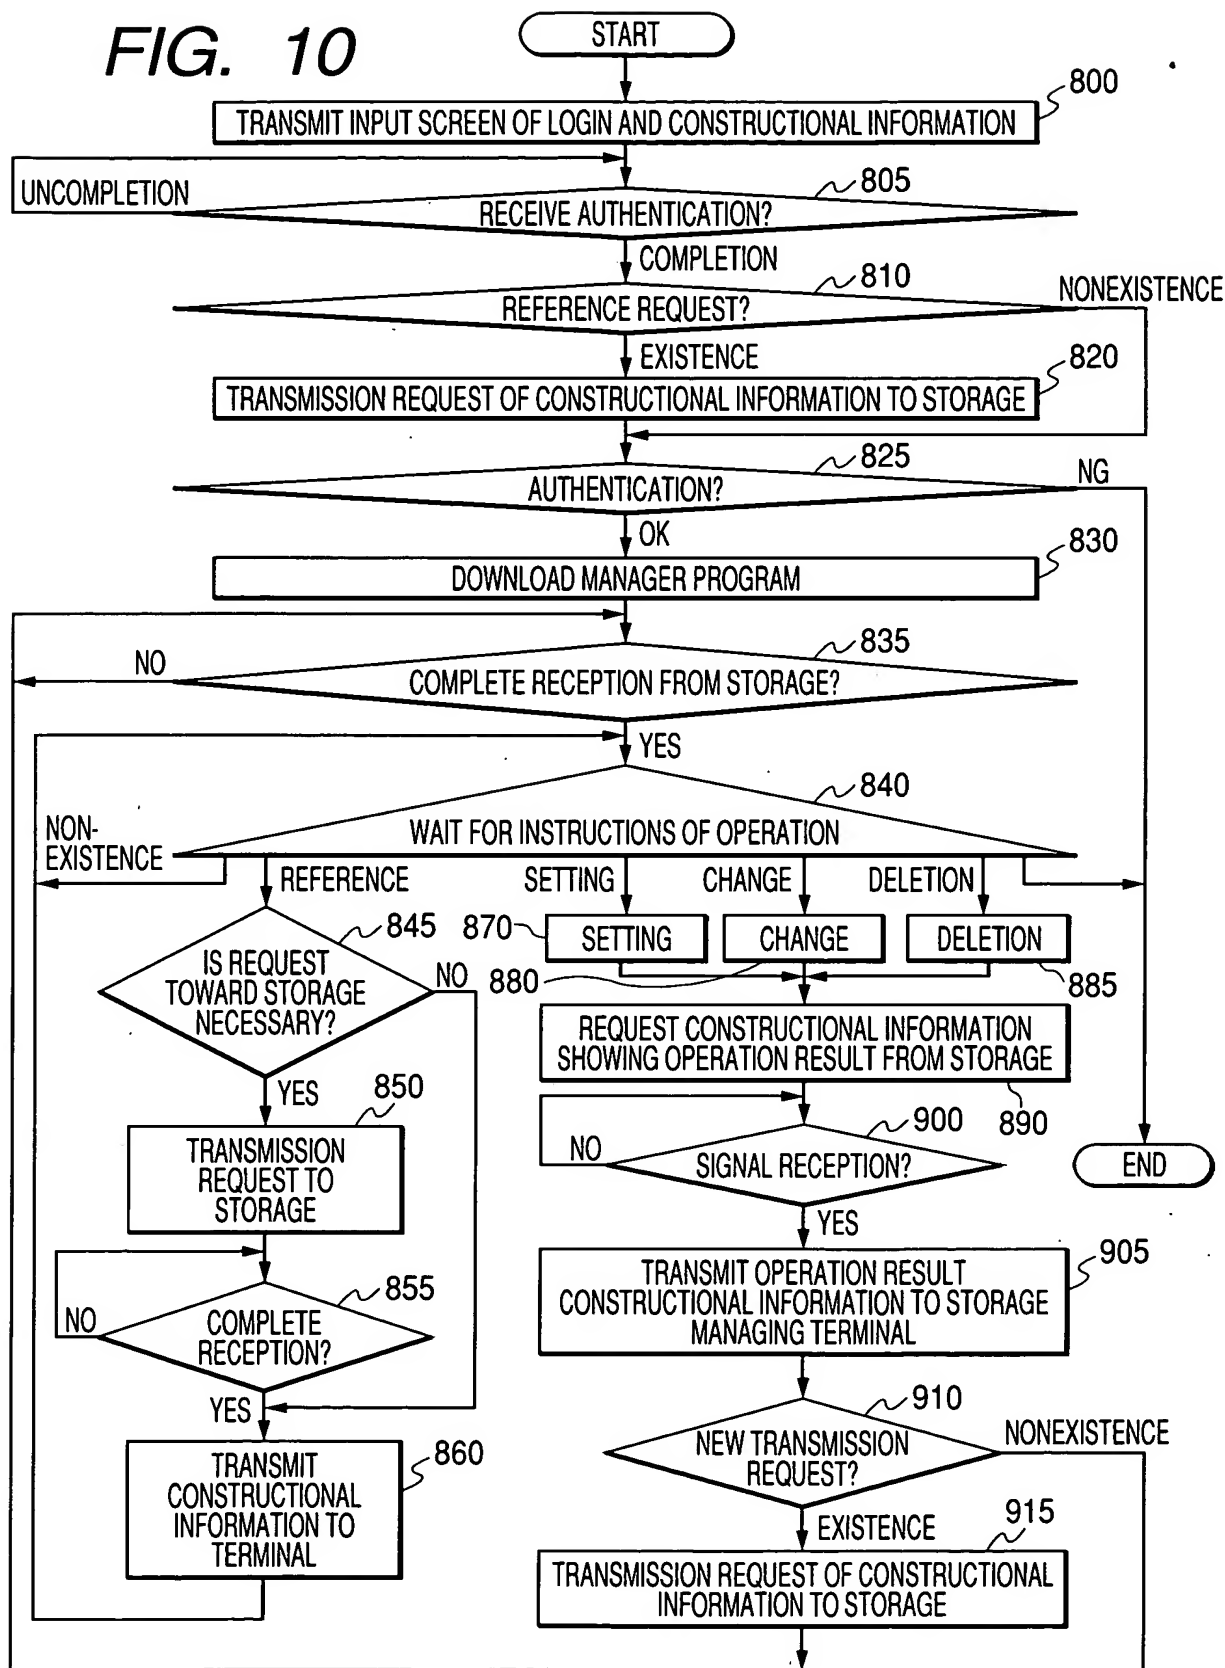 FIG. 10
START
800
TRANSMIT INPUT SCREEN OF LOGIN AND CONSTRUCTIONAL INFORMATION
UNCOMPLETION
805
RECEIVE AUTHENTICATION?
COMPLETION
810
NONEXISTENCE
REFERENCE REQUEST?
EXISTENCE
820
TRANSMISSION REQUEST OF CONSTRUCTIONAL INFORMATION TO STORAGE
825
NG
AUTHENTICATION?
OK
830
DOWNLOAD MANAGER PROGRAM
835
NO
COMPLETE RECEPTION FROM STORAGE?
YES
840
NON-
EXISTENCE
WAIT FOR INSTRUCTIONS OF OPERATION
REFERENCE
SETTING
CHANGE
DELETION
845
870
SETTING
CHANGE
DELETION
880
885
IS REQUEST
TOWARD STORAGE
NECESSARY?
NO
YES
REQUEST CONSTRUCTIONAL INFORMATION
SHOWING OPERATION RESULT FROM STORAGE
890
850
TRANSMISSION
REQUEST TO
STORAGE
900
NO
SIGNAL RECEPTION?
END
YES
855
NO
COMPLETE
RECEPTION?
YES
905
TRANSMIT OPERATION RESULT
CONSTRUCTIONAL INFORMATION TO STORAGE
MANAGING TERMINAL
860
TRANSMIT
CONSTRUCTIONAL
INFORMATION TO
TERMINAL
910
NEW TRANSMISSION
REQUEST?
NONEXISTENCE
EXISTENCE
915
TRANSMISSION REQUEST OF CONSTRUCTIONAL
INFORMATION TO STORAGE